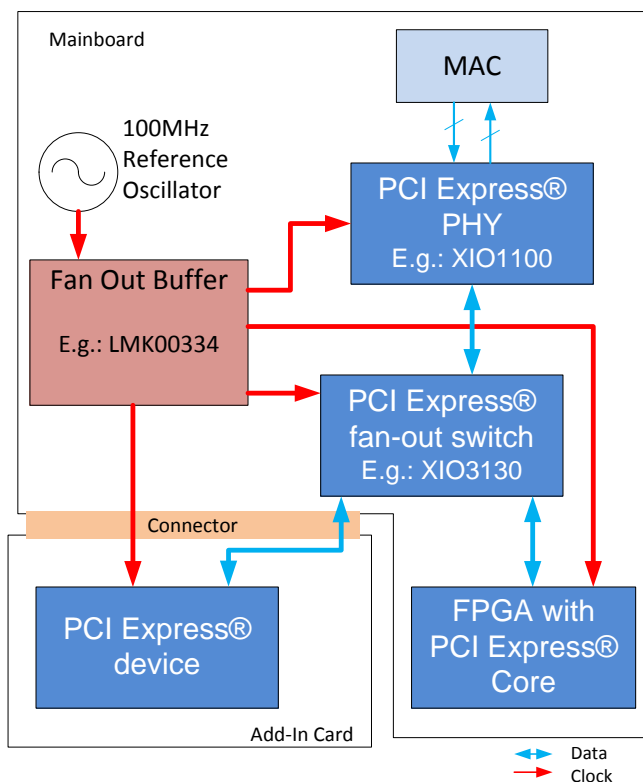 Mainboard
MAC
100MHz
Reference
Oscillator
PCI Express®
PHY
E.g.: XIO1100
Fan Out Buffer
E.g.: LMK00334
PCI Express®
fan-out switch
E.g.: XIO3130
Connector
PCI Express®
device
FPGA with
PCI Express®
Core
Add-In Card
Data
Clock